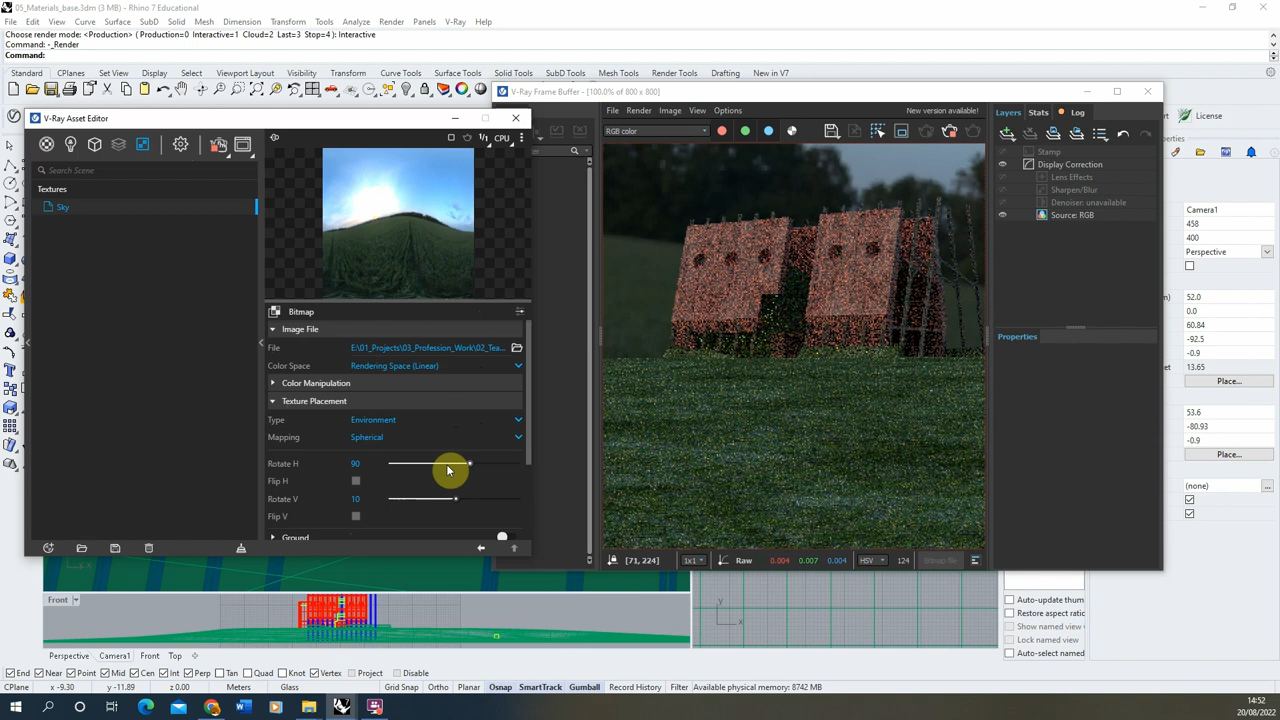 05_Materials_base.3dm (3 MB) - Rhino 7 Educational
File Edit View Curve Surface SubD Solid Mesh Dimension Transform Tools Analyze Render Panels V-Ray Help
Choose render mode: <Production> ( Production=0 Interactive=1 Cloud=2 Last=3 Stop=4 ): Interactive
Command: -_Render
Command:
Standard CPlanes Set View Display Select Viewport Layout Visibility Transform Curve Tools Surface Tools Solid Tools SubD Tools Mesh Tools Render Tools Drafting New in V7
V-Ray Asset Editor
CPU
Search Scene
Textures
Sky
Bitmap
Image File
File E:\01_Projects\03_Profession_Work\02_Tea...
Color Space Rendering Space (Linear)
Color Manipulation
Texture Placement
Type Environment
Mapping Spherical
Rotate H 90
Flip H
Rotate V 10
Flip V
Ground
V-Ray Frame Buffer - [100.0% of 800 x 800]
File Render Image View Options
New version available!
RGB color
Layers Stats Log
Stamp
Display Correction
Lens Effects
Sharpen/Blur
Denoiser: unavailable
Source: RGB
Properties
[71, 224] 1x1 Raw 0.004 0.007 0.004 HSV 124 Bitmap file
License
Camera1
458
400
Perspective
52.0
60.84
-92.5
-0.9
13.65
Place...
53.6
-80.93
-0.9
Place...
(none) ...
Auto-update thum
Restore aspect ratio
Show named view
Lock named view
Auto-select named
Front
y
x
Perspective Camera1 Front Top
End Near Point Mid Cen Int Perp Tan Quad Knot Vertex Project Disable
CPlane x -9.30 y -11.89 z 0.00 Meters Glass Grid Snap Ortho Planar Osnap SmartTrack Gumball Record History Filter Available physical memory: 8742 MB
14:52
20/08/2022